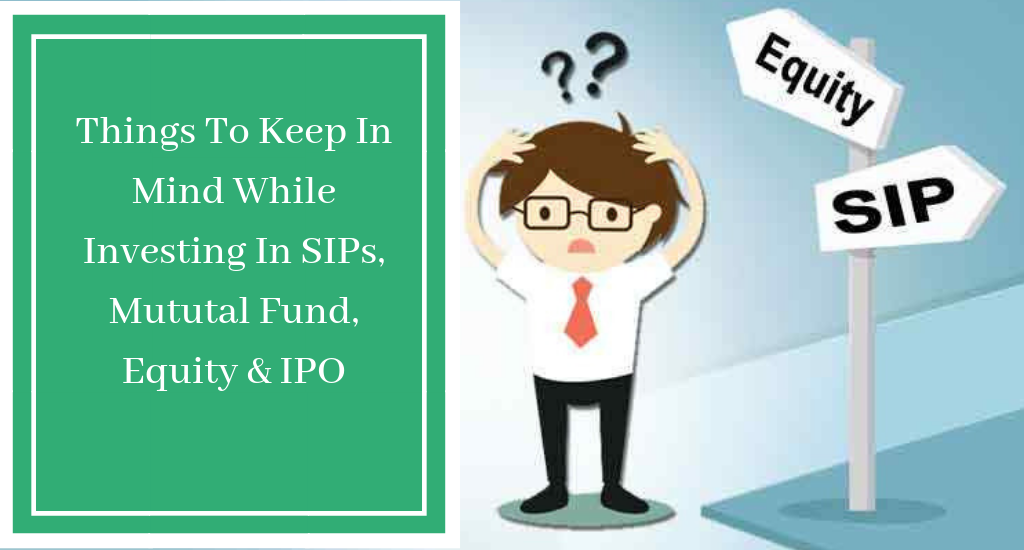 Things To Keep In
Mind While
Investing In SIPs,
Mututal Fund,
Equity & IPO
??
Equity
SIP